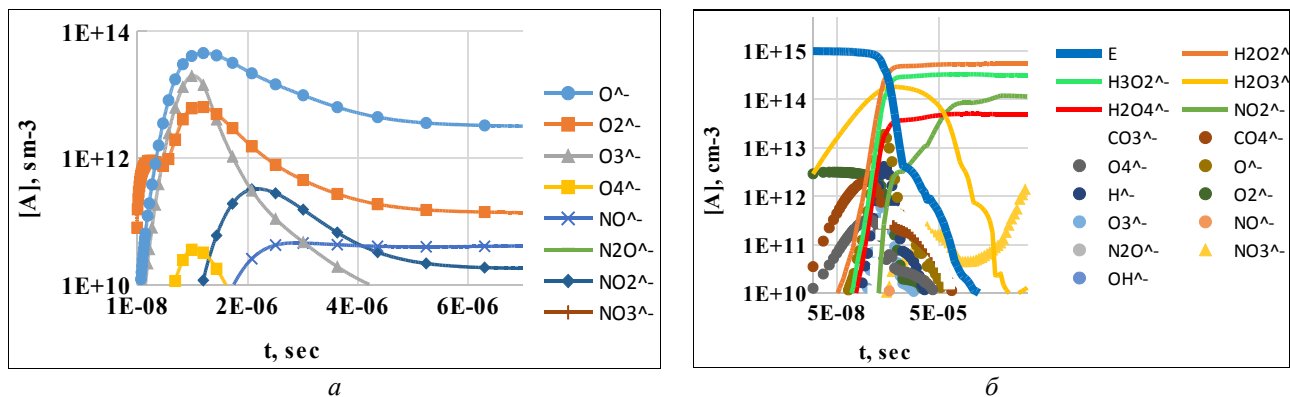 1E+14
1E+12
1E+10
[A], sm-3
1E-08
2E-06
4E-06
6E-06
t, sec
O^-
O2^-
O3^-
O4^-
NO^-
N2O^-
NO2^-
NO3^-
а
1E+15
1E+14
1E+13
1E+12
1E+11
1E+10
[A], cm-3
5E-08
5E-05
t, sec
E
H2O2^-
H3O2^-
H2O3^-
H2O4^-
NO2^-
CO3^-
CO4^-
O4^-
O^-
H^-
O2^-
O3^-
NO^-
N2O^-
NO3^-
OH^-
б